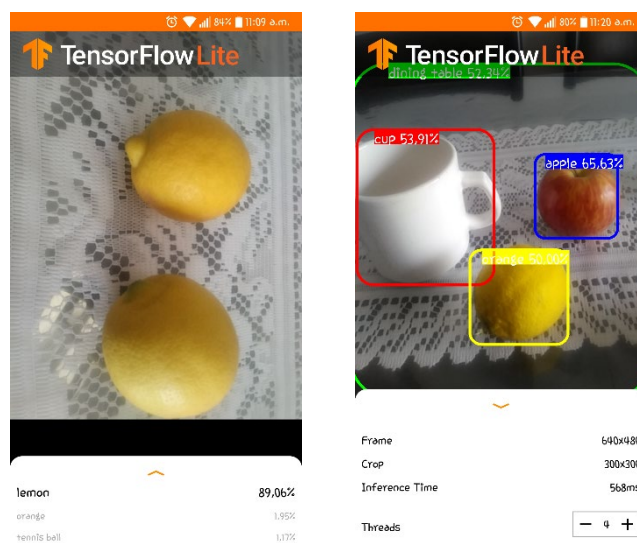 84% 11:09 a.m.
TensorFlow Lite
lemon 89,06%
orange 1.95%
tennis ball 1.17%
80% 11:20 a.m.
TensorFlow Lite
dining table 52.34%
cup 53,91%
apple 65,63%
orange 50,00%
Frame 640x480
Crop 300x300
Inference Time 568ms
Threads 4